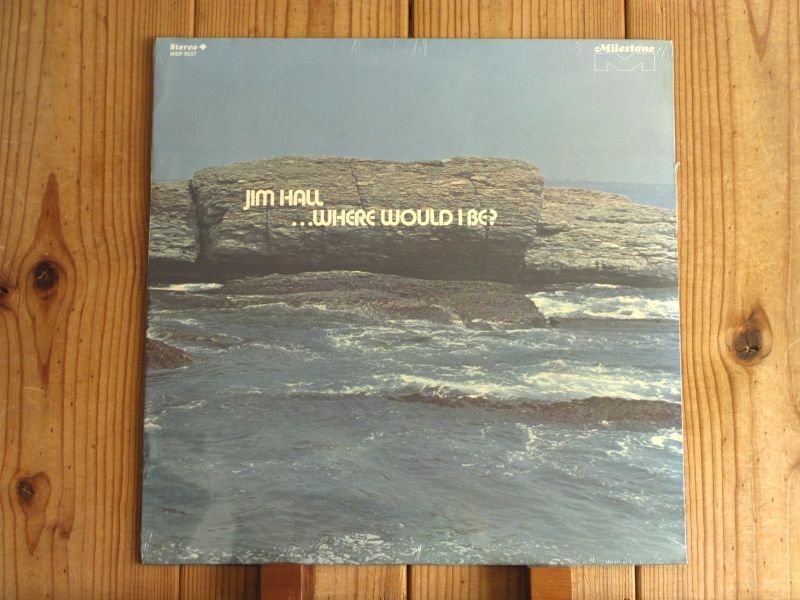 Stereo
MSP 9037
Milestone
JIM HALL
...WHERE WOULD I BE?